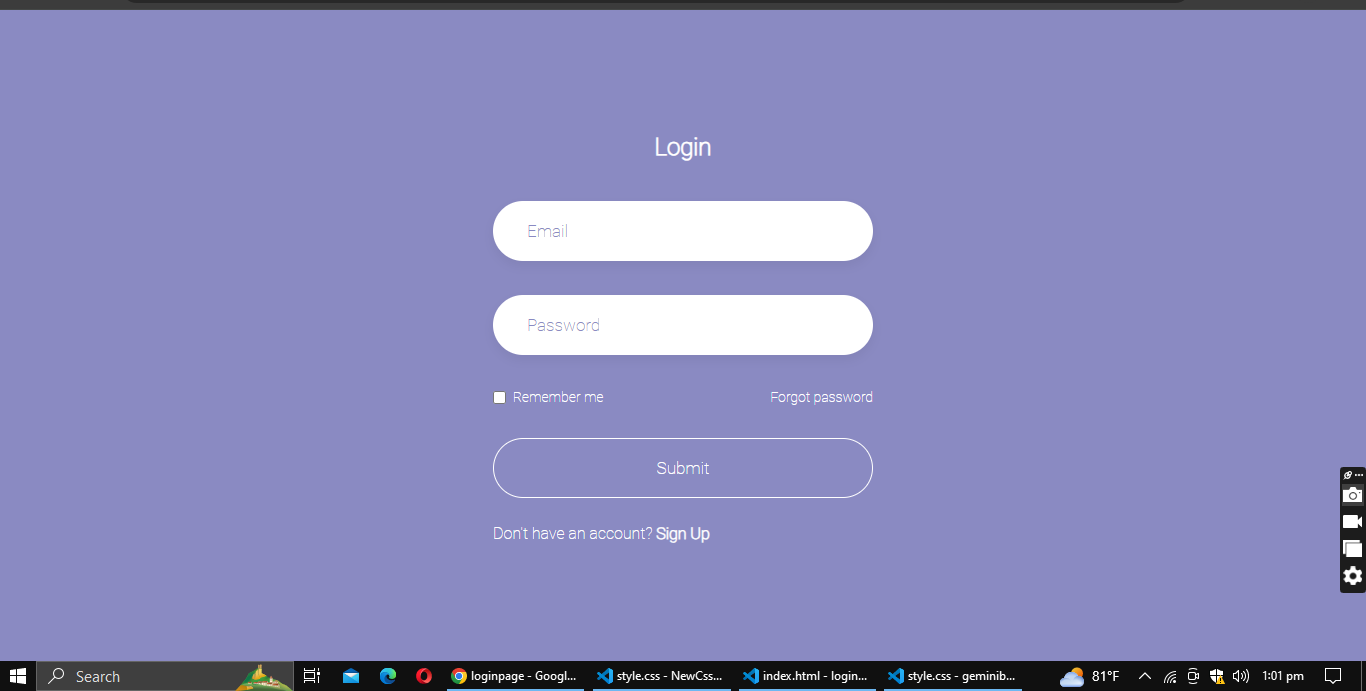 Login
Email
Password
Remember me Forgot password
Submit
Don't have an account? Sign Up
Search loginpage - Googl... style.css - NewCss... index.html - login... style.css - geminib... 81°F 1:01 pm